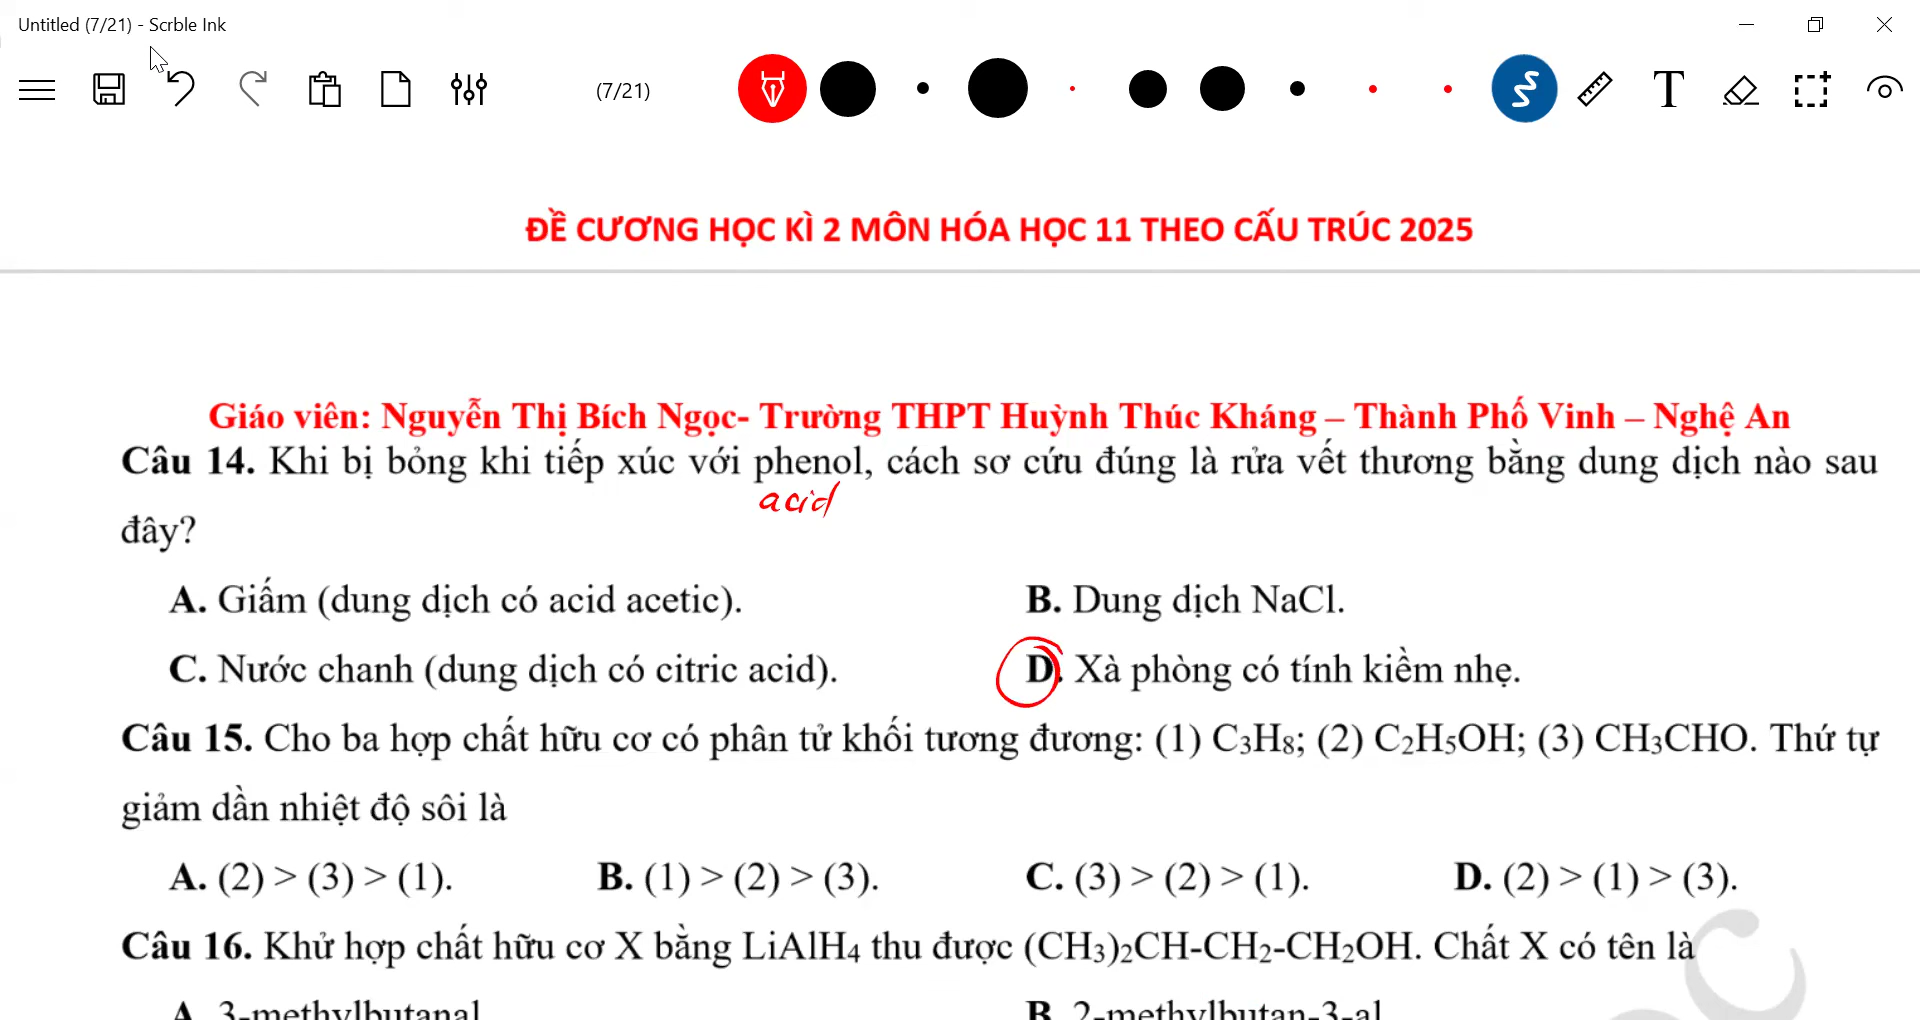 Untitled (7/21) - Scrble Ink
(7/21)
T
ĐỀ CƯƠNG HỌC KÌ 2 MÔN HÓA HỌC 11 THEO CẤU TRÚC 2025
Giáo viên: Nguyễn Thị Bích Ngọc- Trường THPT Huỳnh Thúc Kháng – Thành Phố Vinh – Nghệ An
Câu 14. Khi bị bỏng khi tiếp xúc với phenol, cách sơ cứu đúng là rửa vết thương bằng dung dịch nào sau
acid
đây?
A. Giấm (dung dịch có acid acetic). B. Dung dịch NaCl.
C. Nước chanh (dung dịch có citric acid). D. Xà phòng có tính kiềm nhẹ.
Câu 15. Cho ba hợp chất hữu cơ có phân tử khối tương đương: (1) C₃H₈; (2) C₂H₅OH; (3) CH₃CHO. Thứ tự
giảm dần nhiệt độ sôi là
A. (2) > (3) > (1). B. (1) > (2) > (3). C. (3) > (2) > (1). D. (2) > (1) > (3).
Câu 16. Khử hợp chất hữu cơ X bằng LiAlH₄ thu được (CH₃)₂CH-CH₂-CH₂OH. Chất X có tên là
A. 3-methylbutanal. B. 2-methylbutan-3-al.